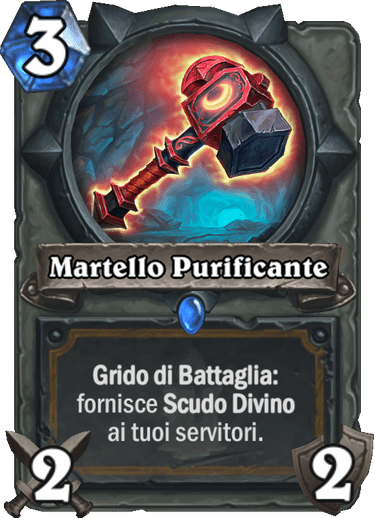 3
Martello Purificante
Grido di Battaglia:
fornisce Scudo Divino
ai tuoi servitori.
2 2